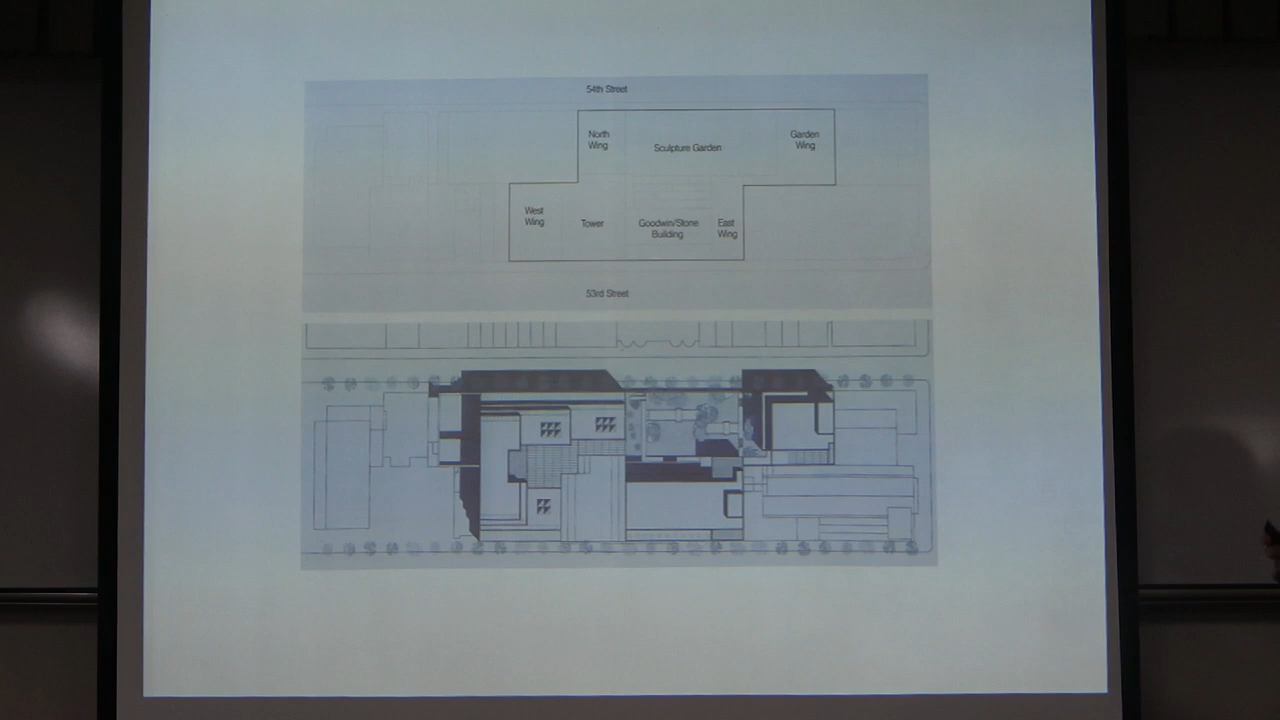 54th Street
North
Wing
Sculpture Garden
Garden
Wing
West
Wing
Tower
Goodwin/Stone
Building
East
Wing
53rd Street